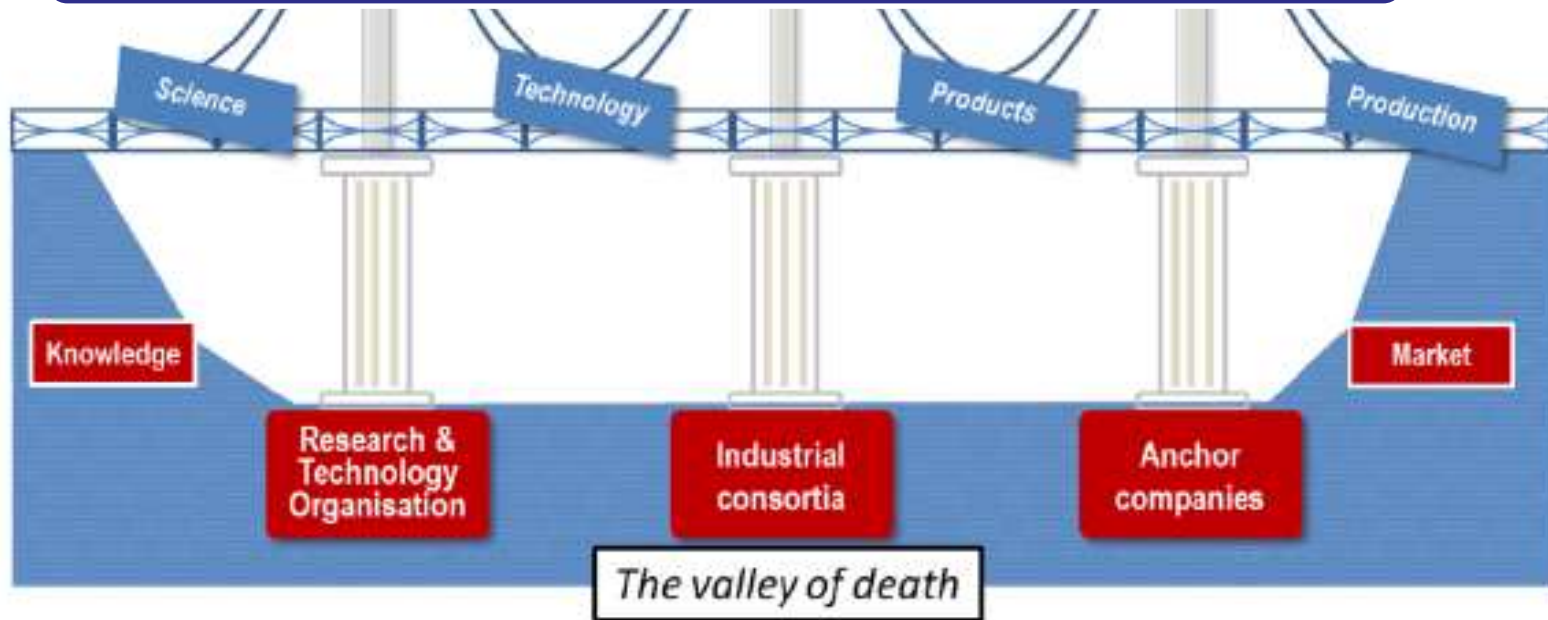 Science
Technology
Products
Production
Knowledge
Market
Research &
Technology
Organisation
Industrial
consortia
Anchor
companies
The valley of death